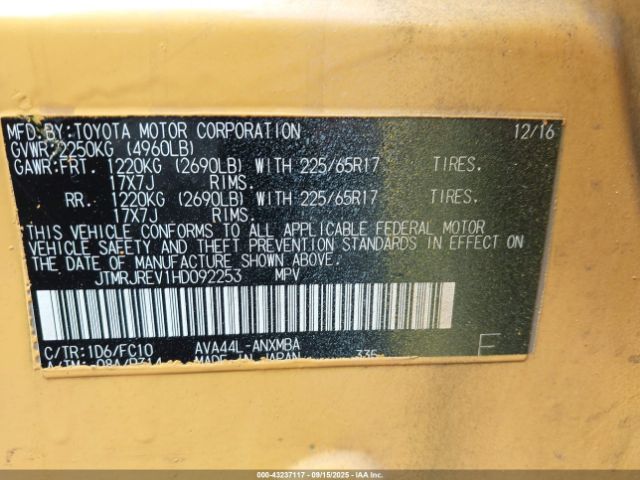 MFD. BY: TOYOTA MOTOR CORPORATION 12/16
GVWR: 2250KG (4960LB)
GAWR: FRT. 1220KG (2690LB) WITH 225/65R17 TIRES.
17X7J RIMS.
RR. 1220KG (2690LB) WITH 225/65R17 TIRES.
17X7J RIMS.
THIS VEHICLE CONFORMS TO ALL APPLICABLE FEDERAL MOTOR
VEHICLE SAFETY AND THEFT PREVENTION STANDARDS IN EFFECT ON
THE DATE OF MANUFACTURE SHOWN ABOVE.
JTMRJREV1HD092253 MPV
C/TR: 1D6/FC10 AVA44L-ANXMBA
MADE IN JAPAN 335 F
000-43237117 - 09/15/2025 - IAAI